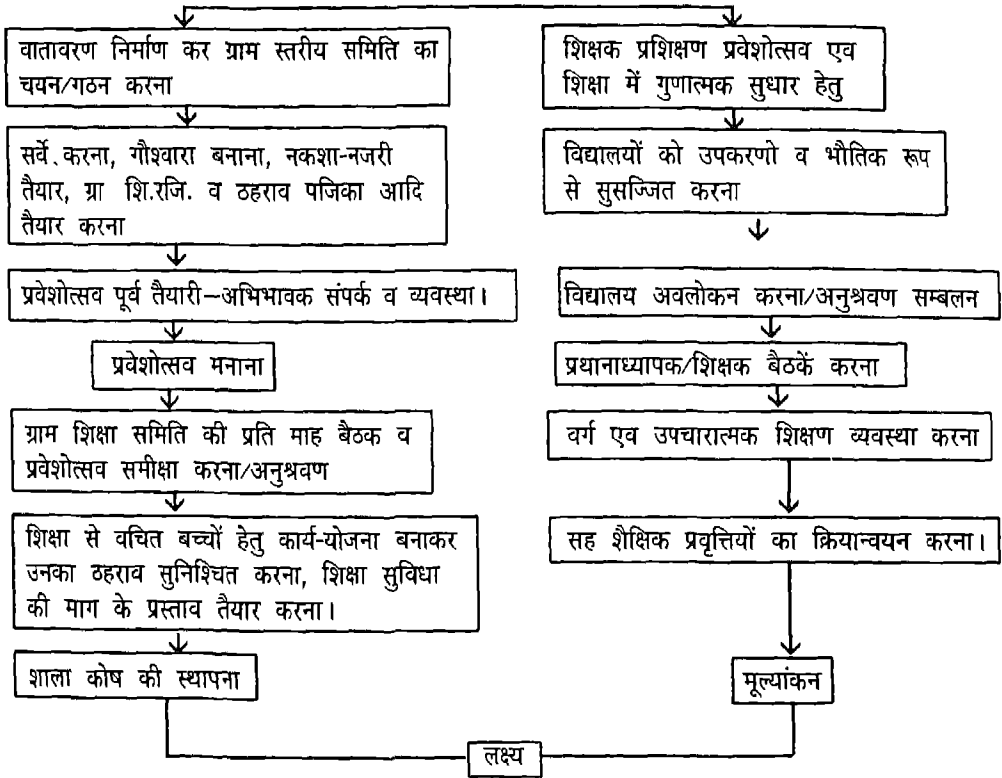 वातावरण निर्माण कर ग्राम स्तरीय समिति का
चयन/गठन करना
सर्वे.करना, गौश्वारा बनाना, नकशा-नजरी
तैयार, ग्रा शि.रजि. व ठहराव पजिका आदि
तैयार करना
प्रवेशोत्सव पूर्व तैयारी–अभिभावक संपर्क व व्यवस्था।
प्रवेशोत्सव मनाना
ग्राम शिक्षा समिति की प्रति माह बैठक व
प्रवेशोत्सव समीक्षा करना/अनुश्रवण
शिक्षा से वचित बच्चों हेतु कार्य-योजना बनाकर
उनका ठहराव सुनिश्चित करना, शिक्षा सुविधा
की माग के प्रस्ताव तैयार करना।
शाला कोष की स्थापना
शिक्षक प्रशिक्षण प्रवेशोत्सव एव
शिक्षा में गुणात्मक सुधार हेतु
विद्यालयों को उपकरणो व भौतिक रूप
से सुसज्जित करना
विद्यालय अवलोकन करना/अनुश्रवण सम्बलन
प्रधानाध्यापक/शिक्षक बैठकें करना
वर्ग एव उपचारात्मक शिक्षण व्यवस्था करना
सह शैक्षिक प्रवृत्तियों का क्रियान्वयन करना।
मूल्यांकन
लक्ष्य